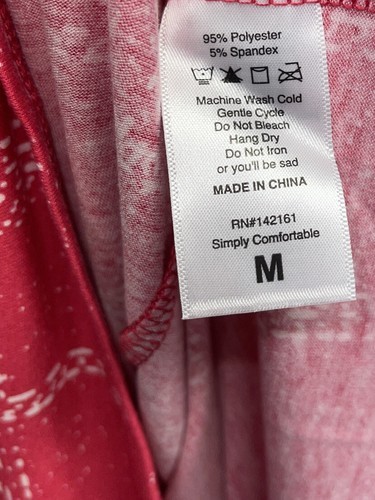 95% Polyester
5% Spandex
Machine Wash Cold
Gentle Cycle
Do Not Bleach
Hang Dry
Do Not Iron
or you'll be sad
MADE IN CHINA
RN#142161
Simply Comfortable
M